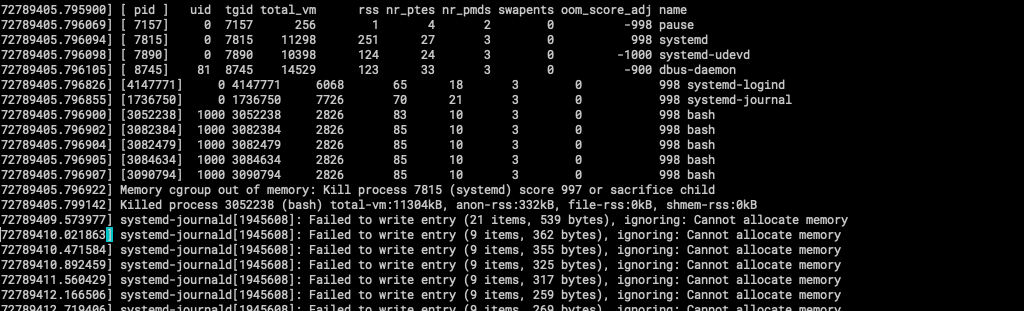 72789405.795900] [ pid ]   uid  tgid total_vm      rss nr_ptes nr_pmds swapents oom_score_adj name
72789405.796069] [ 7157]     0  7157      256        1       4       2        0          -998 pause
72789405.796094] [ 7815]     0  7815    11298      251      27       3        0           998 systemd
72789405.796098] [ 7890]     0  7890    10398      124      24       3        0         -1000 systemd-udevd
72789405.796105] [ 8745]    81  8745    14529      123      33       3        0          -900 dbus-daemon
72789405.796826] [4147771]     0 4147771     6068       65      18       3        0           998 systemd-logind
72789405.796855] [1736750]     0 1736750     7726       70      21       3        0           998 systemd-journal
72789405.796900] [3052238]  1000 3052238     2826       83      10       3        0           998 bash
72789405.796902] [3082384]  1000 3082384     2826       85      10       3        0           998 bash
72789405.796904] [3082479]  1000 3082479     2826       85      10       3        0           998 bash
72789405.796905] [3084634]  1000 3084634     2826       85      10       3        0           998 bash
72789405.796907] [3090794]  1000 3090794     2826       85      10       3        0           998 bash
72789405.796922] Memory cgroup out of memory: Kill process 7815 (systemd) score 997 or sacrifice child
72789405.799142] Killed process 3052238 (bash) total-vm:11304kB, anon-rss:332kB, file-rss:0kB, shmem-rss:0kB
72789409.573977] systemd-journald[1945608]: Failed to write entry (21 items, 539 bytes), ignoring: Cannot allocate memory
72789410.021863] systemd-journald[1945608]: Failed to write entry (9 items, 362 bytes), ignoring: Cannot allocate memory
72789410.471584] systemd-journald[1945608]: Failed to write entry (9 items, 355 bytes), ignoring: Cannot allocate memory
72789410.892459] systemd-journald[1945608]: Failed to write entry (9 items, 325 bytes), ignoring: Cannot allocate memory
72789411.560429] systemd-journald[1945608]: Failed to write entry (9 items, 317 bytes), ignoring: Cannot allocate memory
72789412.166506] systemd-journald[1945608]: Failed to write entry (9 items, 259 bytes), ignoring: Cannot allocate memory
72789412.719406] systemd-journald[1945608]: Failed to write entry (9 items, 269 bytes), ignoring: Cannot allocate memory